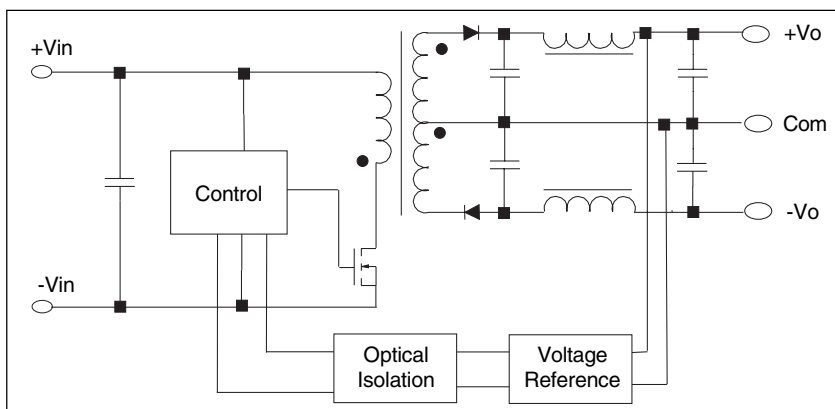 +Vin
-Vin
Control
Optical
Isolation
Voltage
Reference
+Vo
Com
-Vo